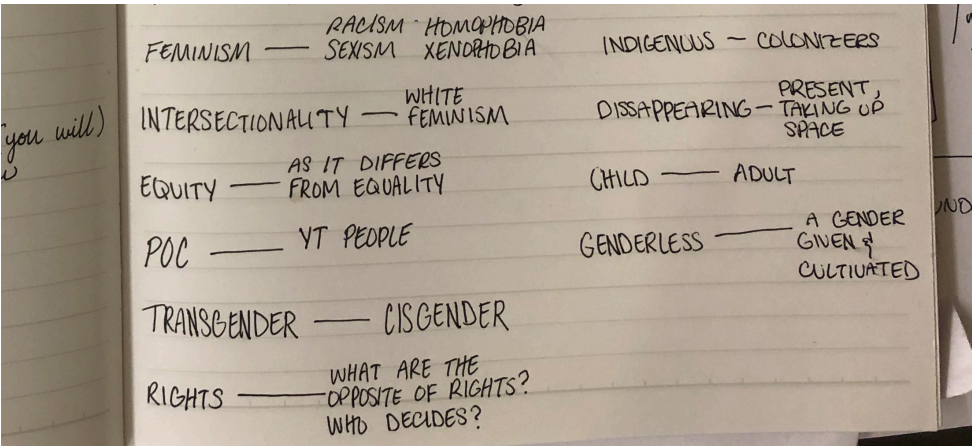 RACISM · HOMOPHOBIA
FEMINISM — SEXISM XENOPHOBIA
WHITE
INTERSECTIONALITY — FEMINISM
AS IT DIFFERS
EQUITY — FROM EQUALITY
POC — YT PEOPLE
TRANSGENDER — CISGENDER
WHAT ARE THE
RIGHTS — OPPOSITE OF RIGHTS?
WHO DECIDES?
INDIGENOUS — COLONIZERS
PRESENT,
DISSAPPEARING — TAKING UP
SPACE
CHILD — ADULT
A GENDER
GENDERLESS — GIVEN &
CULTIVATED
you will)